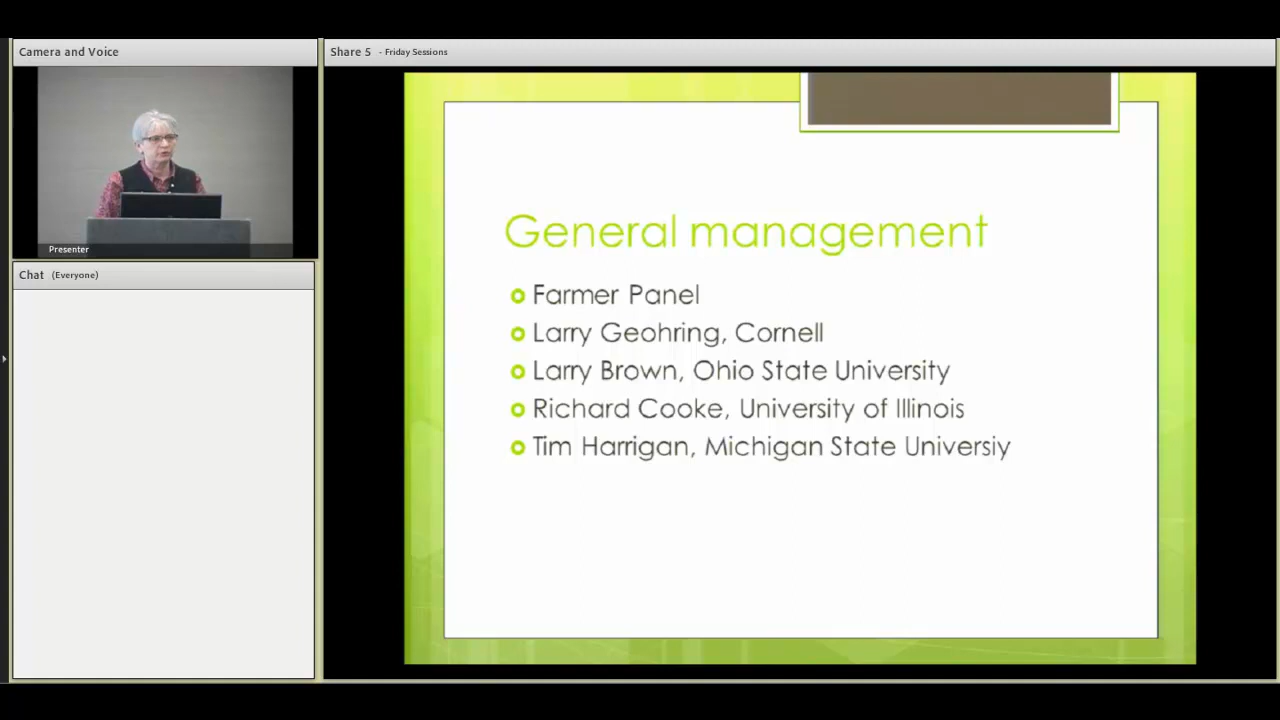 Camera and Voice
Share 5 - Friday Sessions
Presenter
Chat (Everyone)
General management
Farmer Panel
Larry Geohring, Cornell
Larry Brown, Ohio State University
Richard Cooke, University of Illinois
Tim Harrigan, Michigan State Universiy